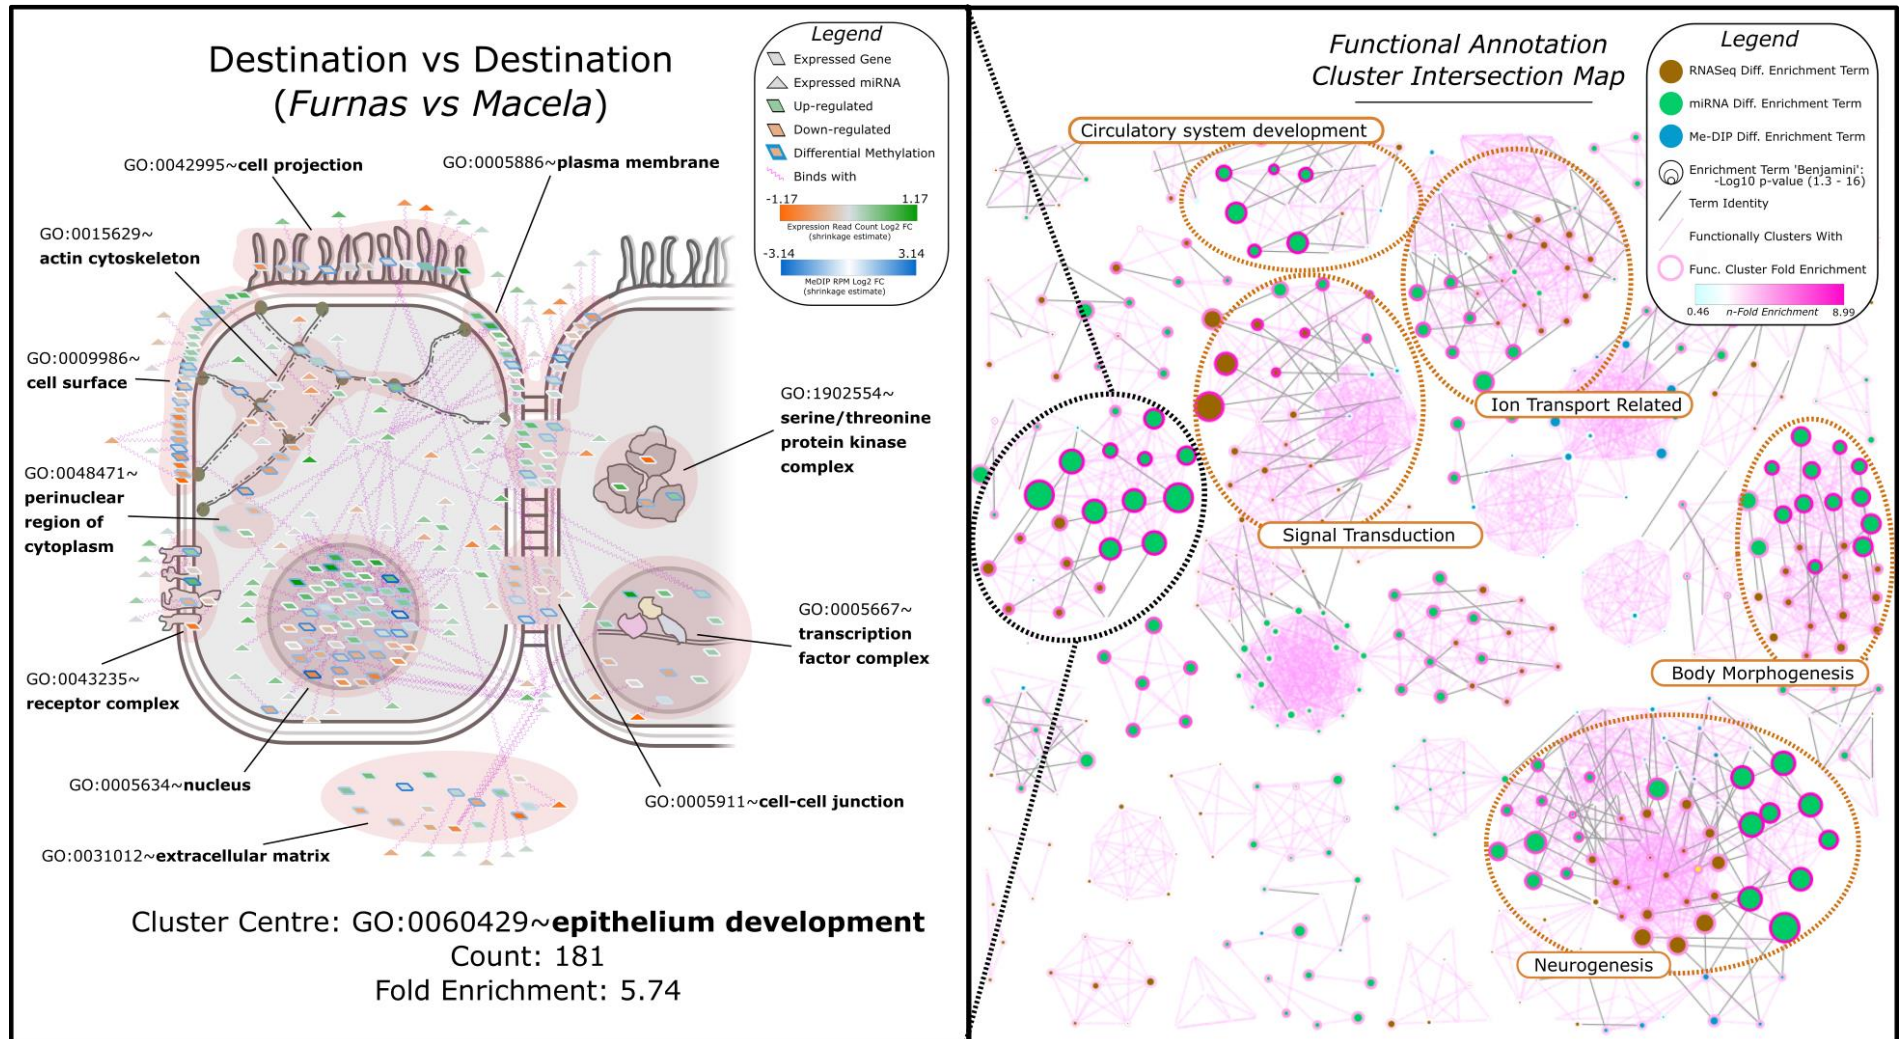 Destination vs Destination
(Furnas vs Macela)
Legend
Expressed Gene
Expressed miRNA
Up-regulated
Down-regulated
Differential Methylation
Binds with
-1.17 1.17
Expression Read Count Log2 FC
(shrinkage estimate)
-3.14 3.14
MeDIP RPM Log2 FC
(shrinkage estimate)
GO:0042995~cell projection
GO:0005886~plasma membrane
GO:0015629~
actin cytoskeleton
GO:0009986~
cell surface
GO:0048471~
perinuclear
region of
cytoplasm
GO:0043235~
receptor complex
GO:0005634~nucleus
GO:0031012~extracellular matrix
GO:1902554~
serine/threonine
protein kinase
complex
GO:0005667~
transcription
factor complex
GO:0005911~cell-cell junction
Cluster Centre: GO:0060429~epithelium development
Count: 181
Fold Enrichment: 5.74
Functional Annotation
Cluster Intersection Map
Legend
RNASeq Diff. Enrichment Term
miRNA Diff. Enrichment Term
Me-DIP Diff. Enrichment Term
Enrichment Term 'Benjamini':
-Log10 p-value (1.3 - 16)
Term Identity
Functionally Clusters With
Func. Cluster Fold Enrichment
0.46 n-Fold Enrichment 8.99
Circulatory system development
Ion Transport Related
Signal Transduction
Body Morphogenesis
Neurogenesis